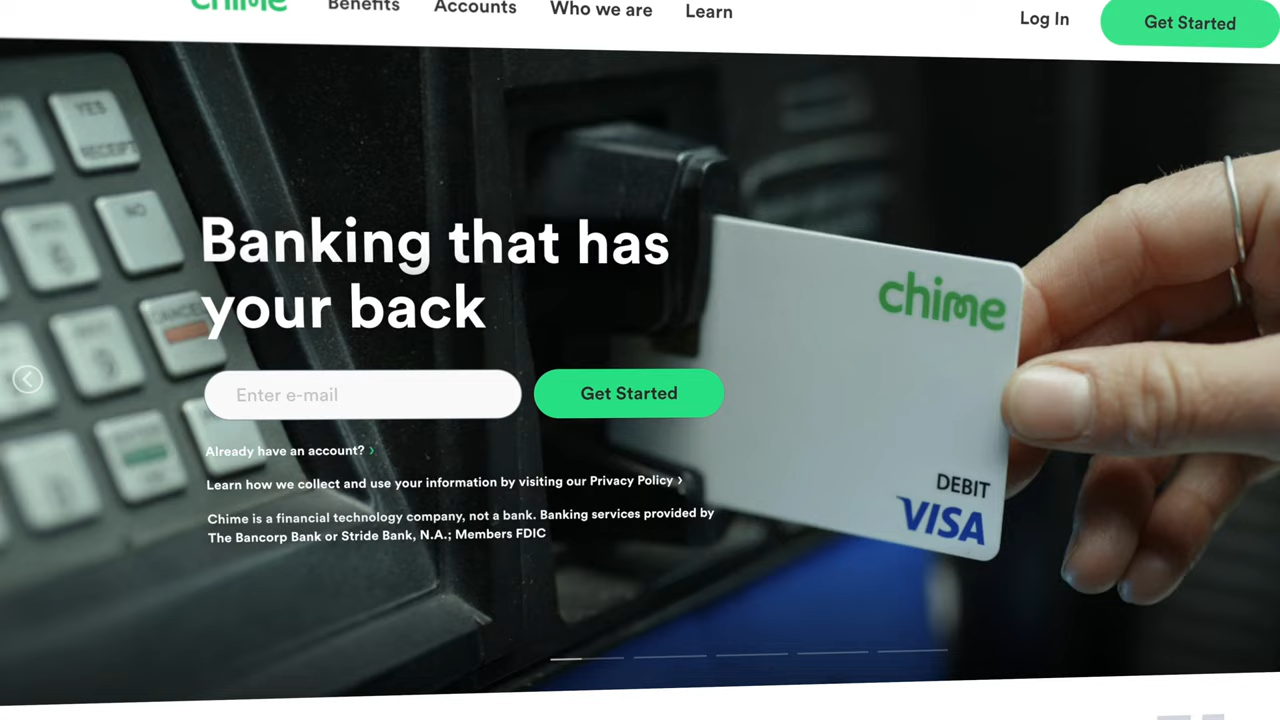 chime
Benefits
Accounts
Who we are
Learn
Log In
Get Started
YES
RECEIPT
NO
CANCEL
Banking that has
your back
chime
Enter e-mail
Get Started
Already have an account? ›
Learn how we collect and use your information by visiting our Privacy Policy ›
DEBIT
VISA
Chime is a financial technology company, not a bank. Banking services provided by
The Bancorp Bank or Stride Bank, N.A.; Members FDIC